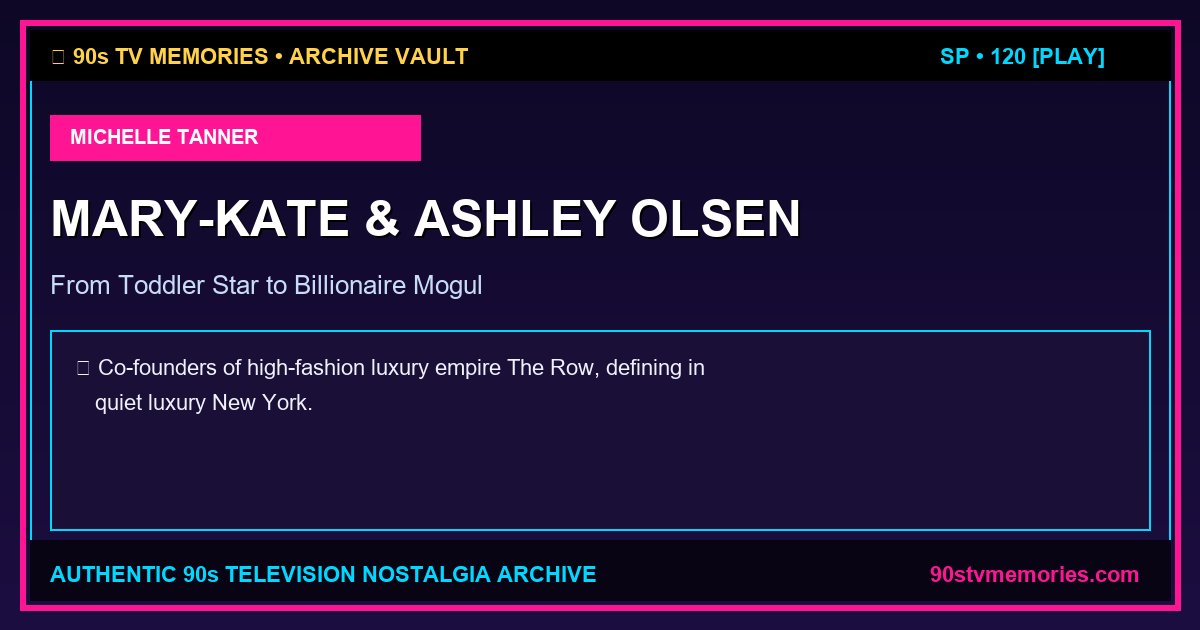 90s TV MEMORIES • ARCHIVE VAULT
SP • 120 [PLAY]
MICHELLE TANNER
MARY-KATE & ASHLEY OLSEN
From Toddler Star to Billionaire Mogul
Co-founders of high-fashion luxury empire The Row, defining in
quiet luxury New York.
AUTHENTIC 90s TELEVISION NOSTALGIA ARCHIVE
90stvmemories.com